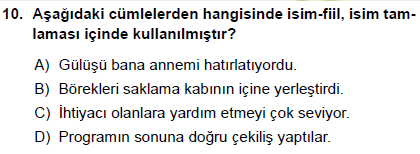 10. Aşağıdaki cümlelerden hangisinde isim-fiil, isim tam-
laması içinde kullanılmıştır?
A) Gülüşü bana annemi hatırlatıyordu.
B) Börekleri saklama kabının içine yerleştirdi.
C) İhtiyacı olanlara yardım etmeyi çok seviyor.
D) Programın sonuna doğru çekiliş yaptılar.